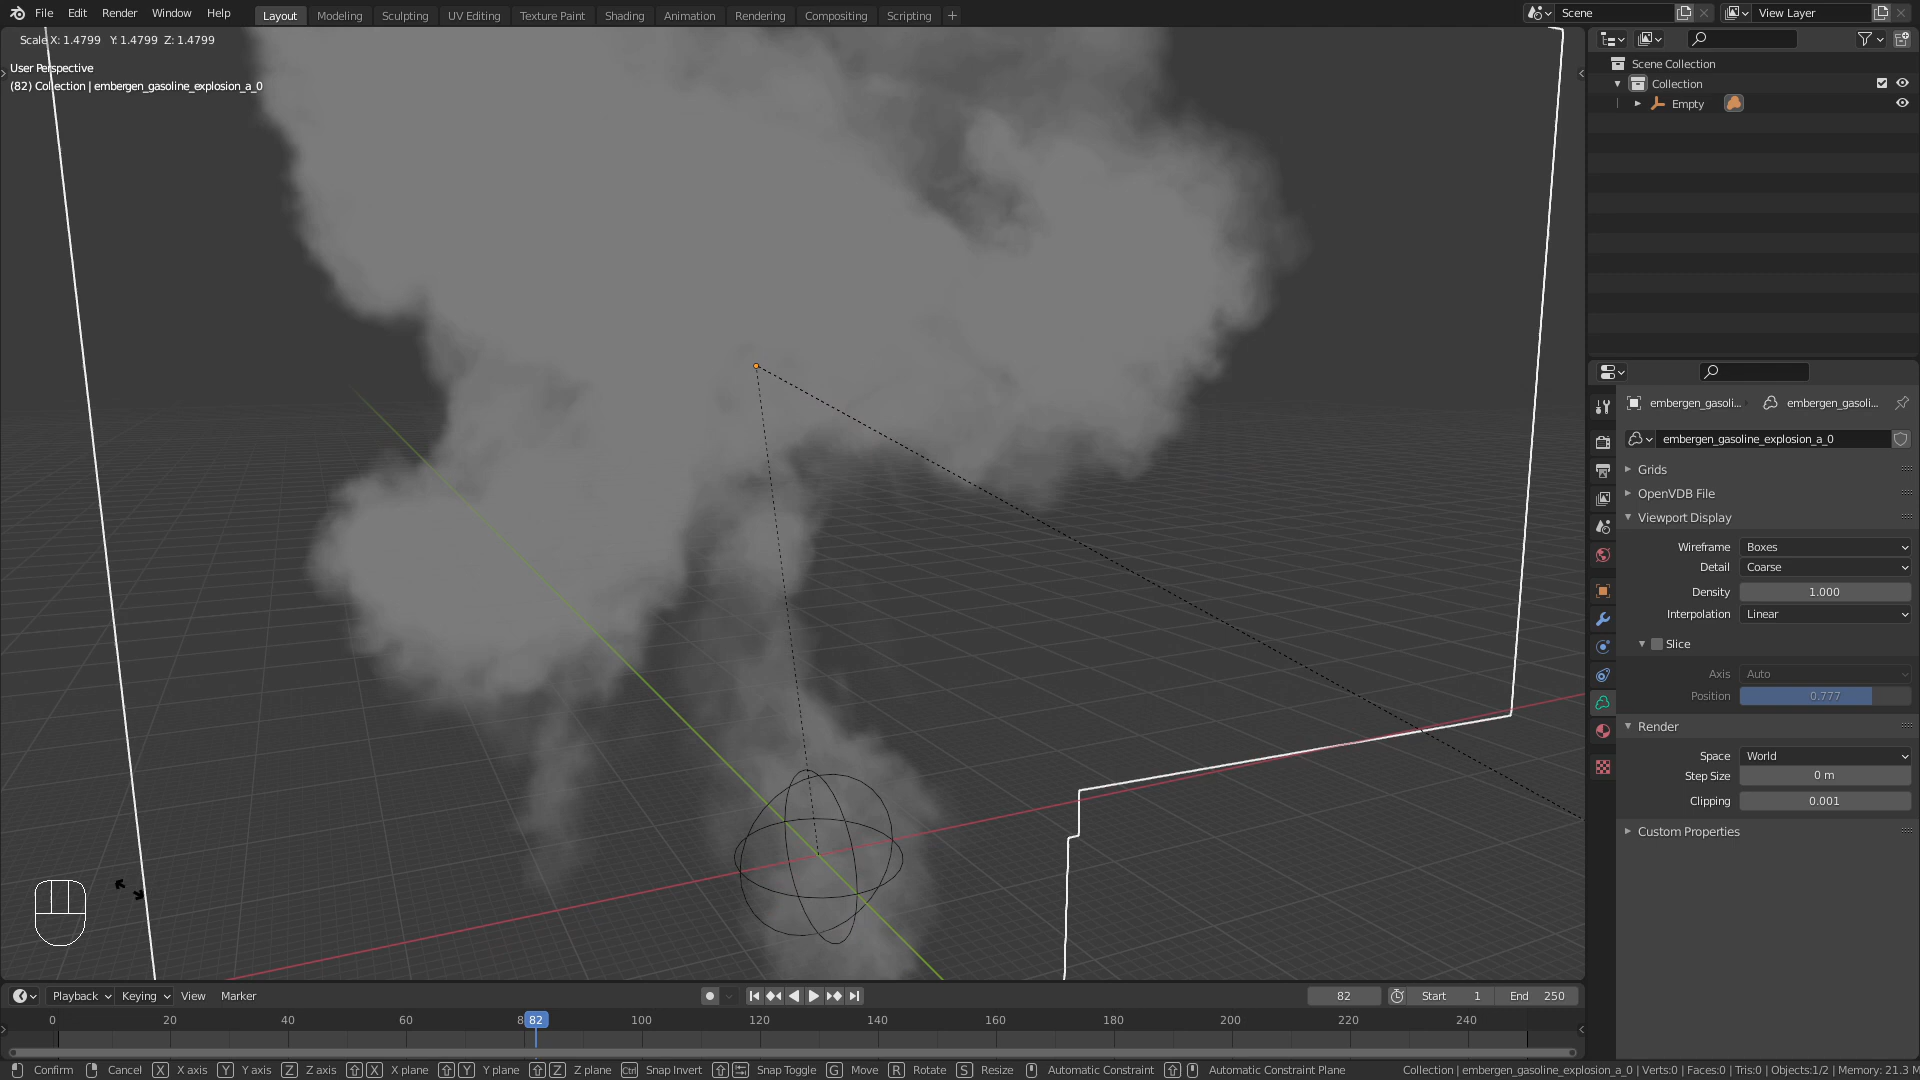 File Edit Render Window Help Layout Modeling Sculpting UV Editing Texture Paint Shading Animation Rendering Compositing Scripting Scene View Layer
Scale X: 1.4799 Y: 1.4799 Z: 1.4799
User Perspective
(82) Collection | embergen_gasoline_explosion_a_0
Scene Collection
Collection
Empty
embergen_gasoli... embergen_gasoli...
embergen_gasoline_explosion_a_0
Grids
OpenVDB File
Viewport Display
Wireframe Boxes
Detail Coarse
Density 1.000
Interpolation Linear
Slice
Axis Auto
Position 0.777
Render
Space World
Step Size 0 m
Clipping 0.001
Custom Properties
Playback Keying View Marker 82 Start 1 End 250
0 20 40 60 8 82 100 120 140 160 180 200 220 240
Confirm Cancel X X axis Y Y axis Z Z axis X X plane Y Y plane Z Z plane Ctrl Snap Invert Snap Toggle G Move R Rotate S Resize Automatic Constraint Automatic Constraint Plane Collection | embergen_gasoline_explosion_a_0 | Verts:0 | Faces:0 | Tris:0 | Objects:1/2 | Memory: 21.3 M